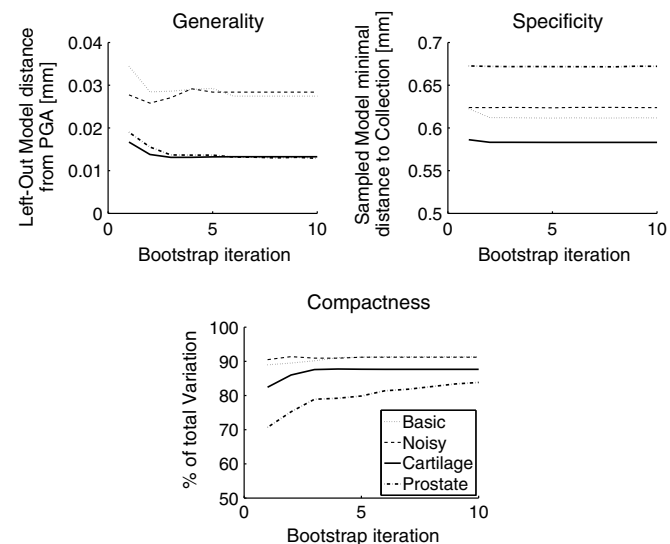 Generality
0.04
0.03
0.02
0.01
0
0 5 10
Left-Out Model distance
from PGA [mm]
Bootstrap iteration
Specificity
0.7
0.65
0.6
0.55
0.5
0 5 10
Sampled Model minimal
distance to Collection [mm]
Bootstrap iteration
Compactness
100
90
80
70
60
50
0 5 10
% of total Variation
Basic
Noisy
Cartilage
Prostate
Bootstrap iteration